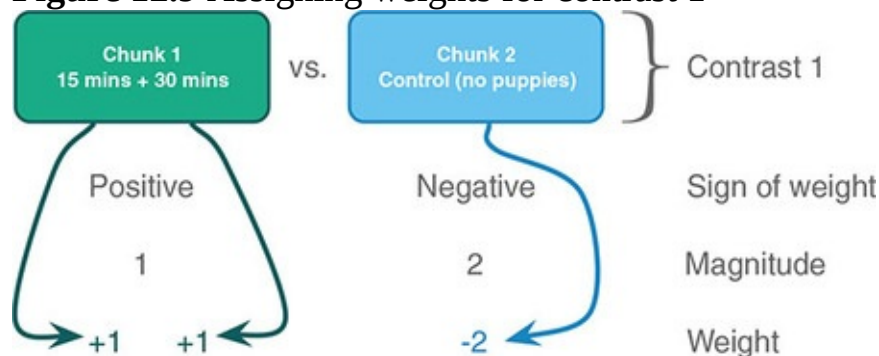 Figure Assigning weights for Contrast 1
Chunk 1
15 mins + 30 mins
vs.
Chunk 2
Control (no puppies)
Contrast 1
Positive Negative Sign of weight
1 2 Magnitude
+1 +1 -2 Weight